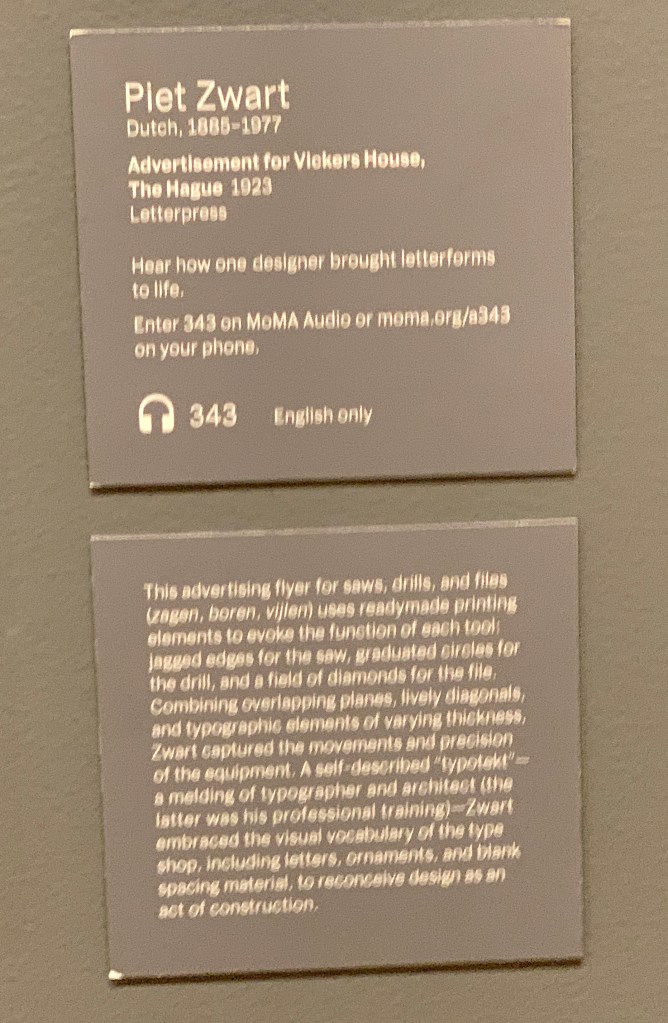 Piet Zwart
Dutch, 1885–1977
Advertisement for Vickers House,
The Hague 1923
Letterpress
Hear how one designer brought letterforms
to life.
Enter 343 on MoMA Audio or moma.org/a343
on your phone.
343 English only
This advertising flyer for saws, drills, and files
(zagen, boren, vijlen) uses readymade printing
elements to evoke the function of each tool:
jagged edges for the saw, graduated circles for
the drill, and a field of diamonds for the file.
Combining overlapping planes, lively diagonals,
and typographic elements of varying thickness,
Zwart captured the movements and precision
of the equipment. A self-described "typotekt"—
a melding of typographer and architect (the
latter was his professional training)—Zwart
embraced the visual vocabulary of the type
shop, including letters, ornaments, and blank
spacing material, to reconceive design as an
act of construction.